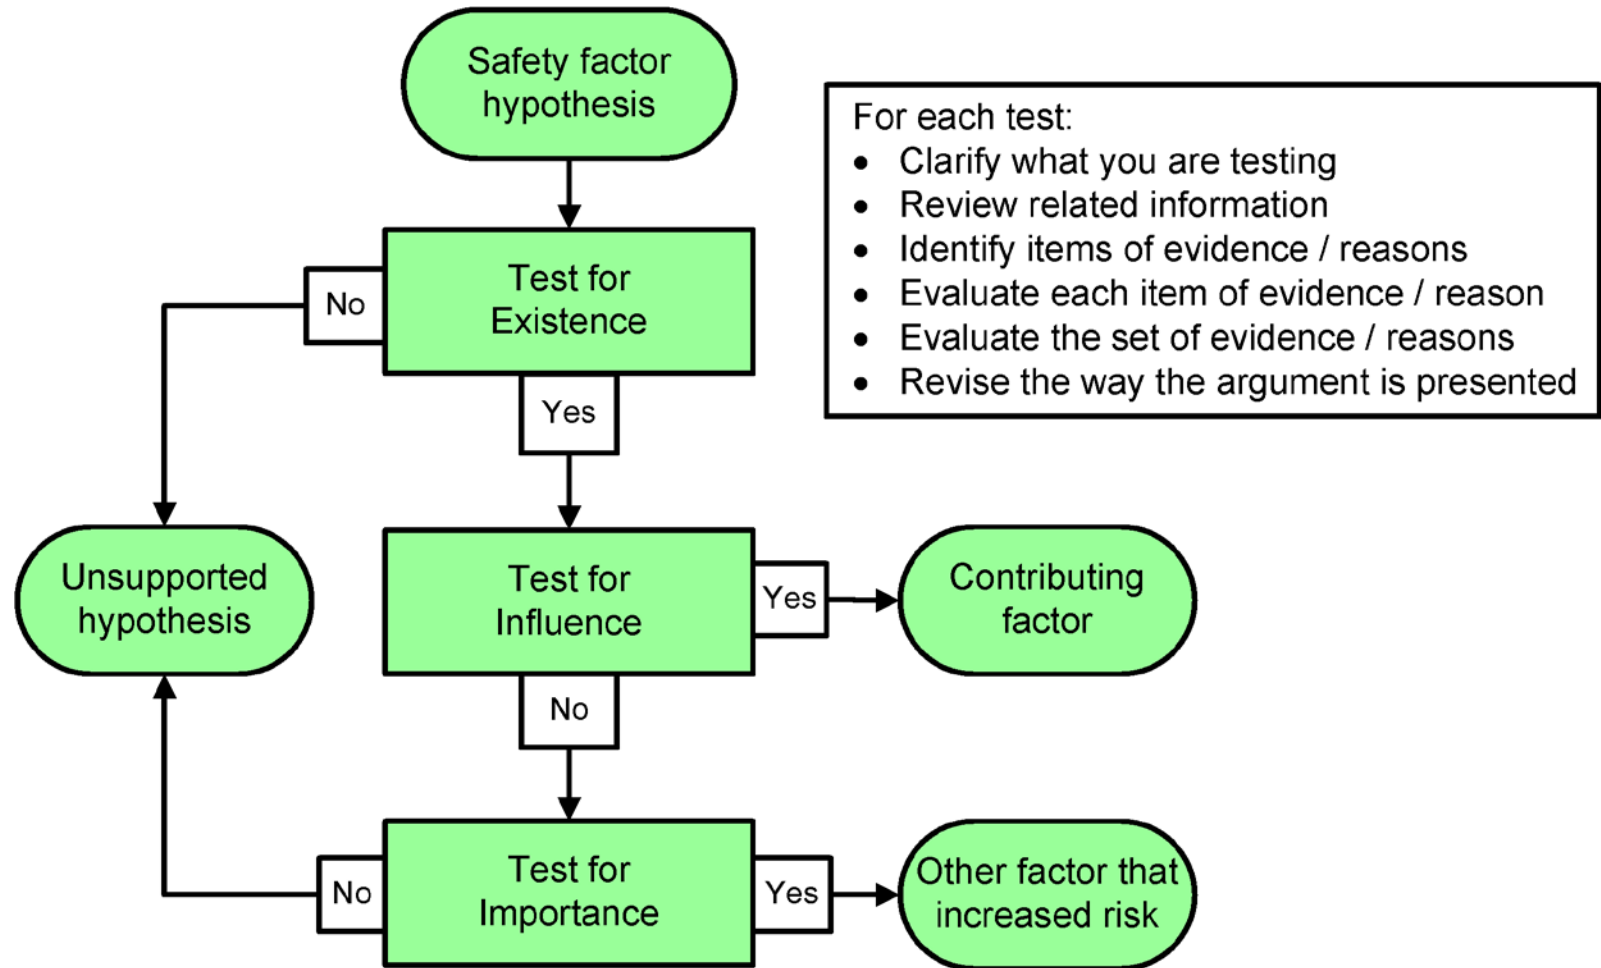 Safety factor
hypothesis
For each test:
• Clarify what you are testing
• Review related information
• Identify items of evidence / reasons
• Evaluate each item of evidence / reason
• Evaluate the set of evidence / reasons
• Revise the way the argument is presented
Test for
Existence
No
Yes
Unsupported
hypothesis
Test for
Influence
Yes
Contributing
factor
No
Test for
Importance
No
Yes
Other factor that
increased risk